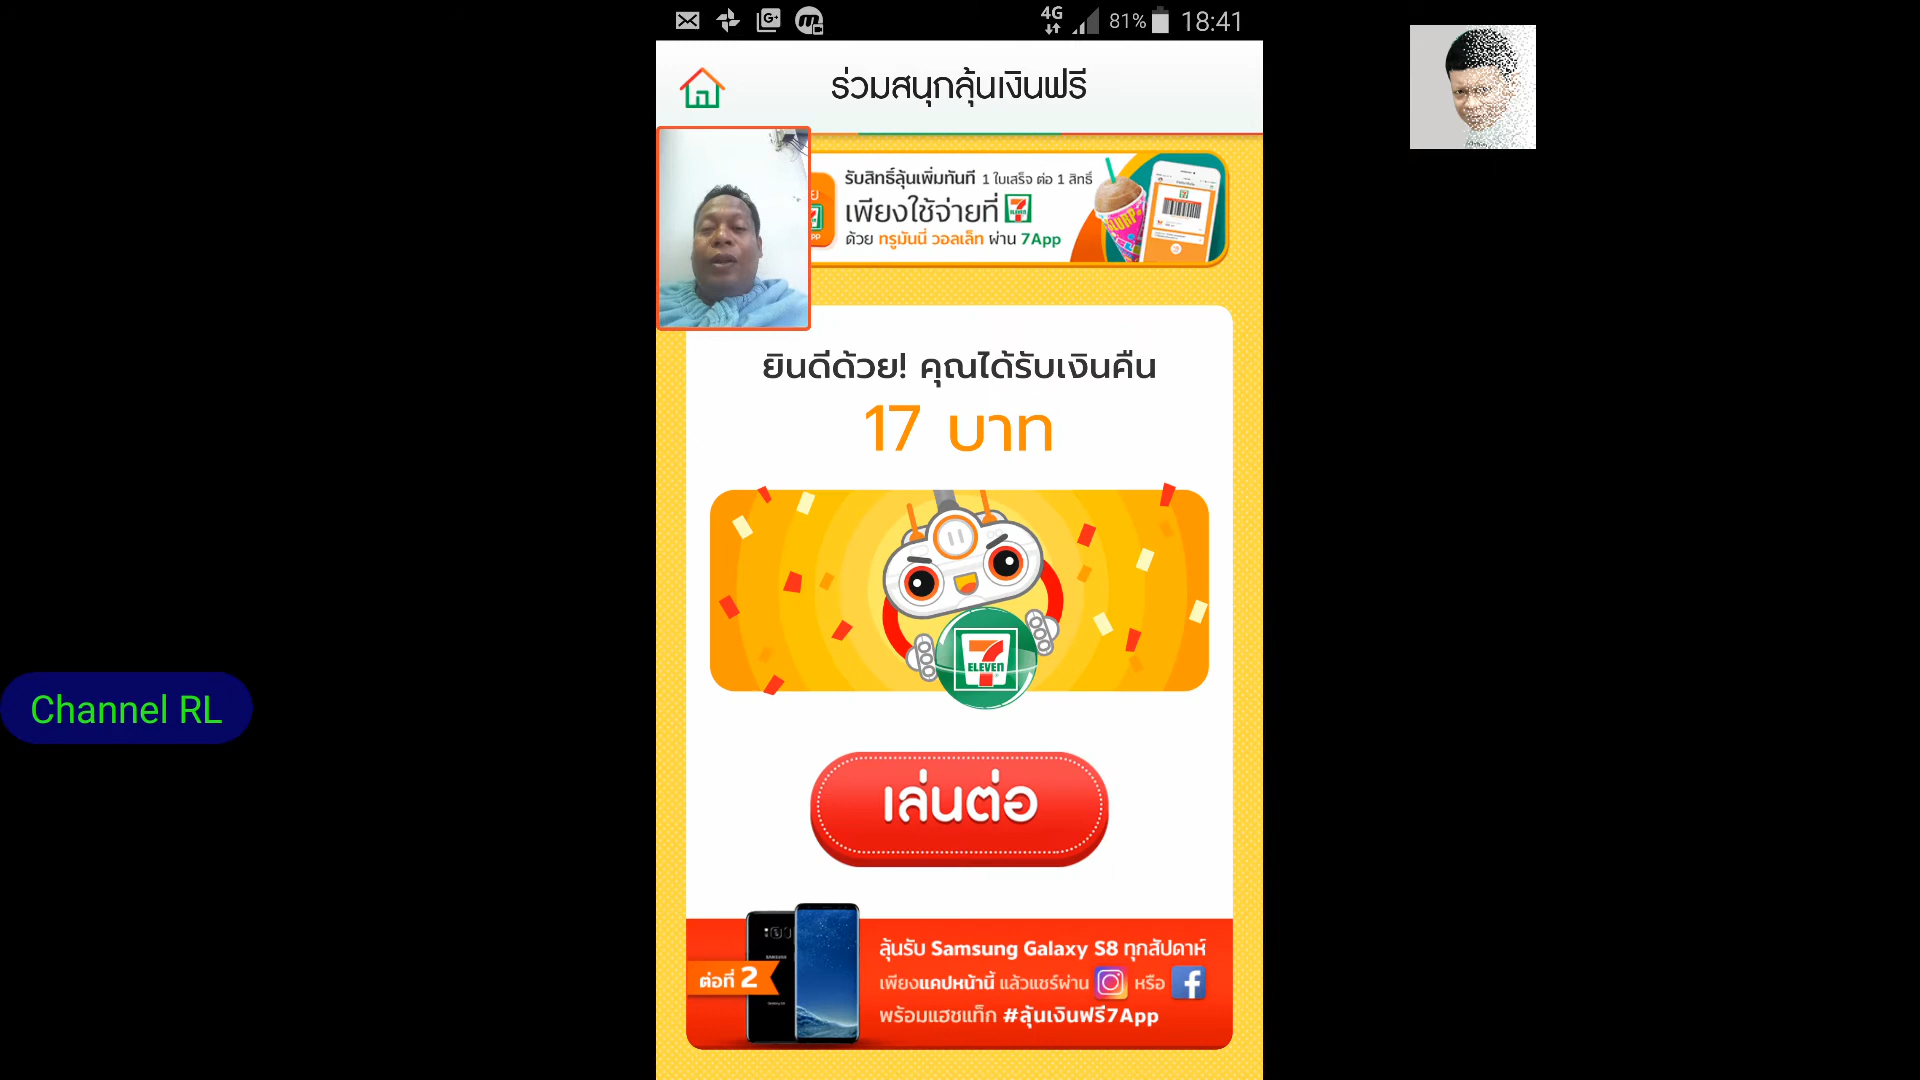 4G 81% 18:41
ร่วมสนุกลุ้นเงินฟรี
รับสิทธิ์ลุ้นเพิ่มทันที 1 ใบเสร็จ ต่อ 1 สิทธิ์
เพียงใช้จ่ายที่ 7 ELEVEN
ด้วย ทรูมันนี่ วอลเล็ท ผ่าน 7App
ยินดีด้วย! คุณได้รับเงินคืน
17 บาท
7 ELEVEN
Channel RL
เล่นต่อ
ต่อที่ 2
ลุ้นรับ Samsung Galaxy S8 ทุกสัปดาห์
เพียงแคปหน้านี้ แล้วแชร์ผ่าน หรือ
พร้อมแฮชแท็ก #ลุ้นเงินฟรี7App